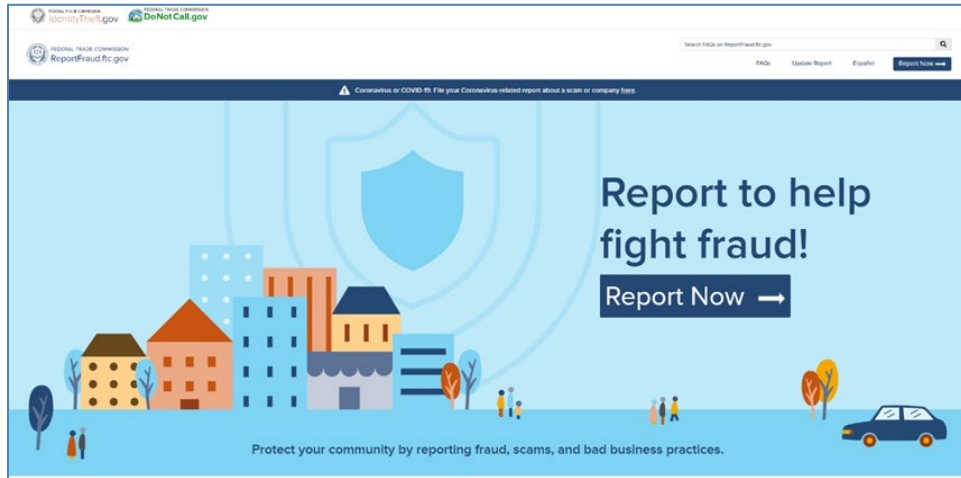 FEDERAL TRADE COMMISSION
IdentityTheft.gov
FEDERAL TRADE COMMISSION
DoNotCall.gov
FEDERAL TRADE COMMISSION
ReportFraud.ftc.gov
Search FAQs on ReportFraud.ftc.gov
FAQs Update Report Español Report Now
Coronavirus or COVID-19. File your Coronavirus-related report about a scam or company here.
Report to help
fight fraud!
Report Now
Protect your community by reporting fraud, scams, and bad business practices.